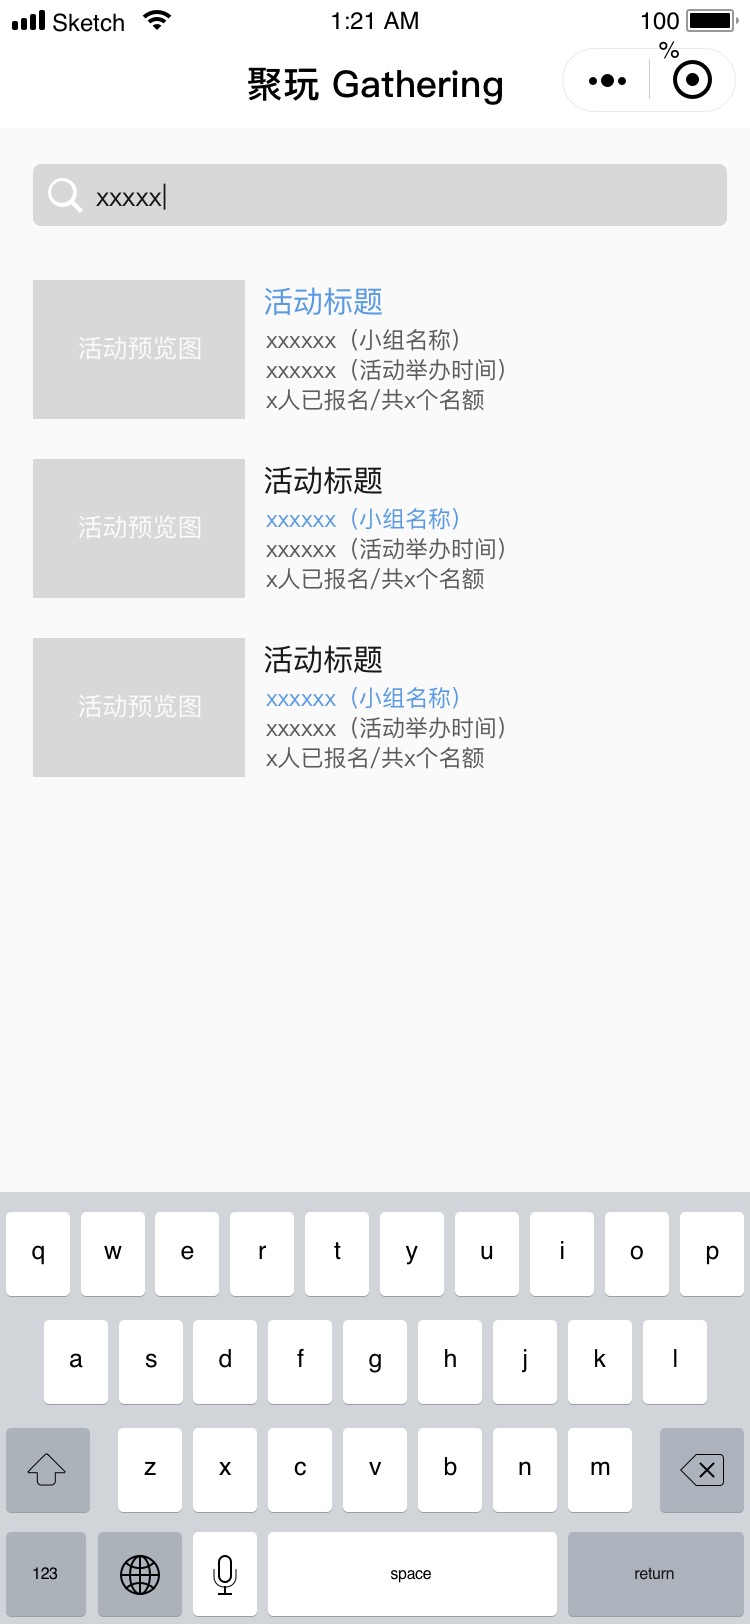 Sketch 1:21 AM 100 %
聚玩 Gathering
xxxxx
活动预览图
活动标题
xxxxxx（小组名称）
xxxxxx（活动举办时间）
x人已报名/共x个名额
活动预览图
活动标题
xxxxxx（小组名称）
xxxxxx（活动举办时间）
x人已报名/共x个名额
活动预览图
活动标题
xxxxxx（小组名称）
xxxxxx（活动举办时间）
x人已报名/共x个名额
q w e r t y u i o p
a s d f g h j k l
z x c v b n m
123 space return